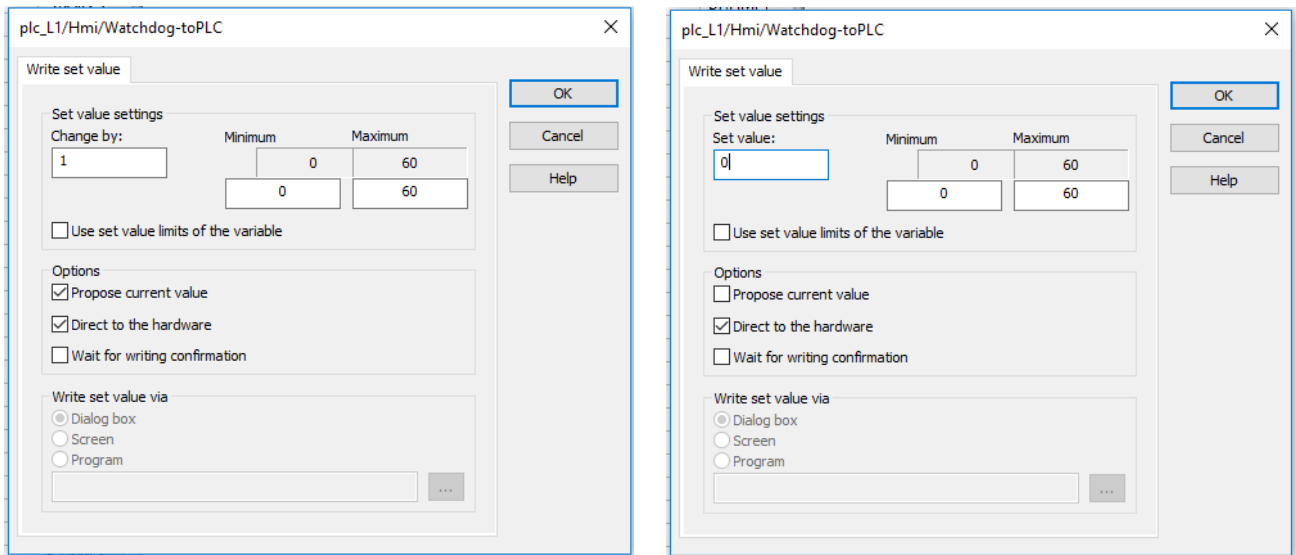 plc_L1/Hmi/Watchdog-toPLC
Write set value
OK
Set value settings
Change by:
Minimum
Maximum
Cancel
1
0
60
Help
0
60
Use set value limits of the variable
Options
Propose current value
Direct to the hardware
Wait for writing confirmation
Write set value via
Dialog box
Screen
Program
...
plc_L1/Hmi/Watchdog-toPLC
Write set value
OK
Set value settings
Set value:
Minimum
Maximum
Cancel
0
0
60
Help
0
60
Use set value limits of the variable
Options
Propose current value
Direct to the hardware
Wait for writing confirmation
Write set value via
Dialog box
Screen
Program
...